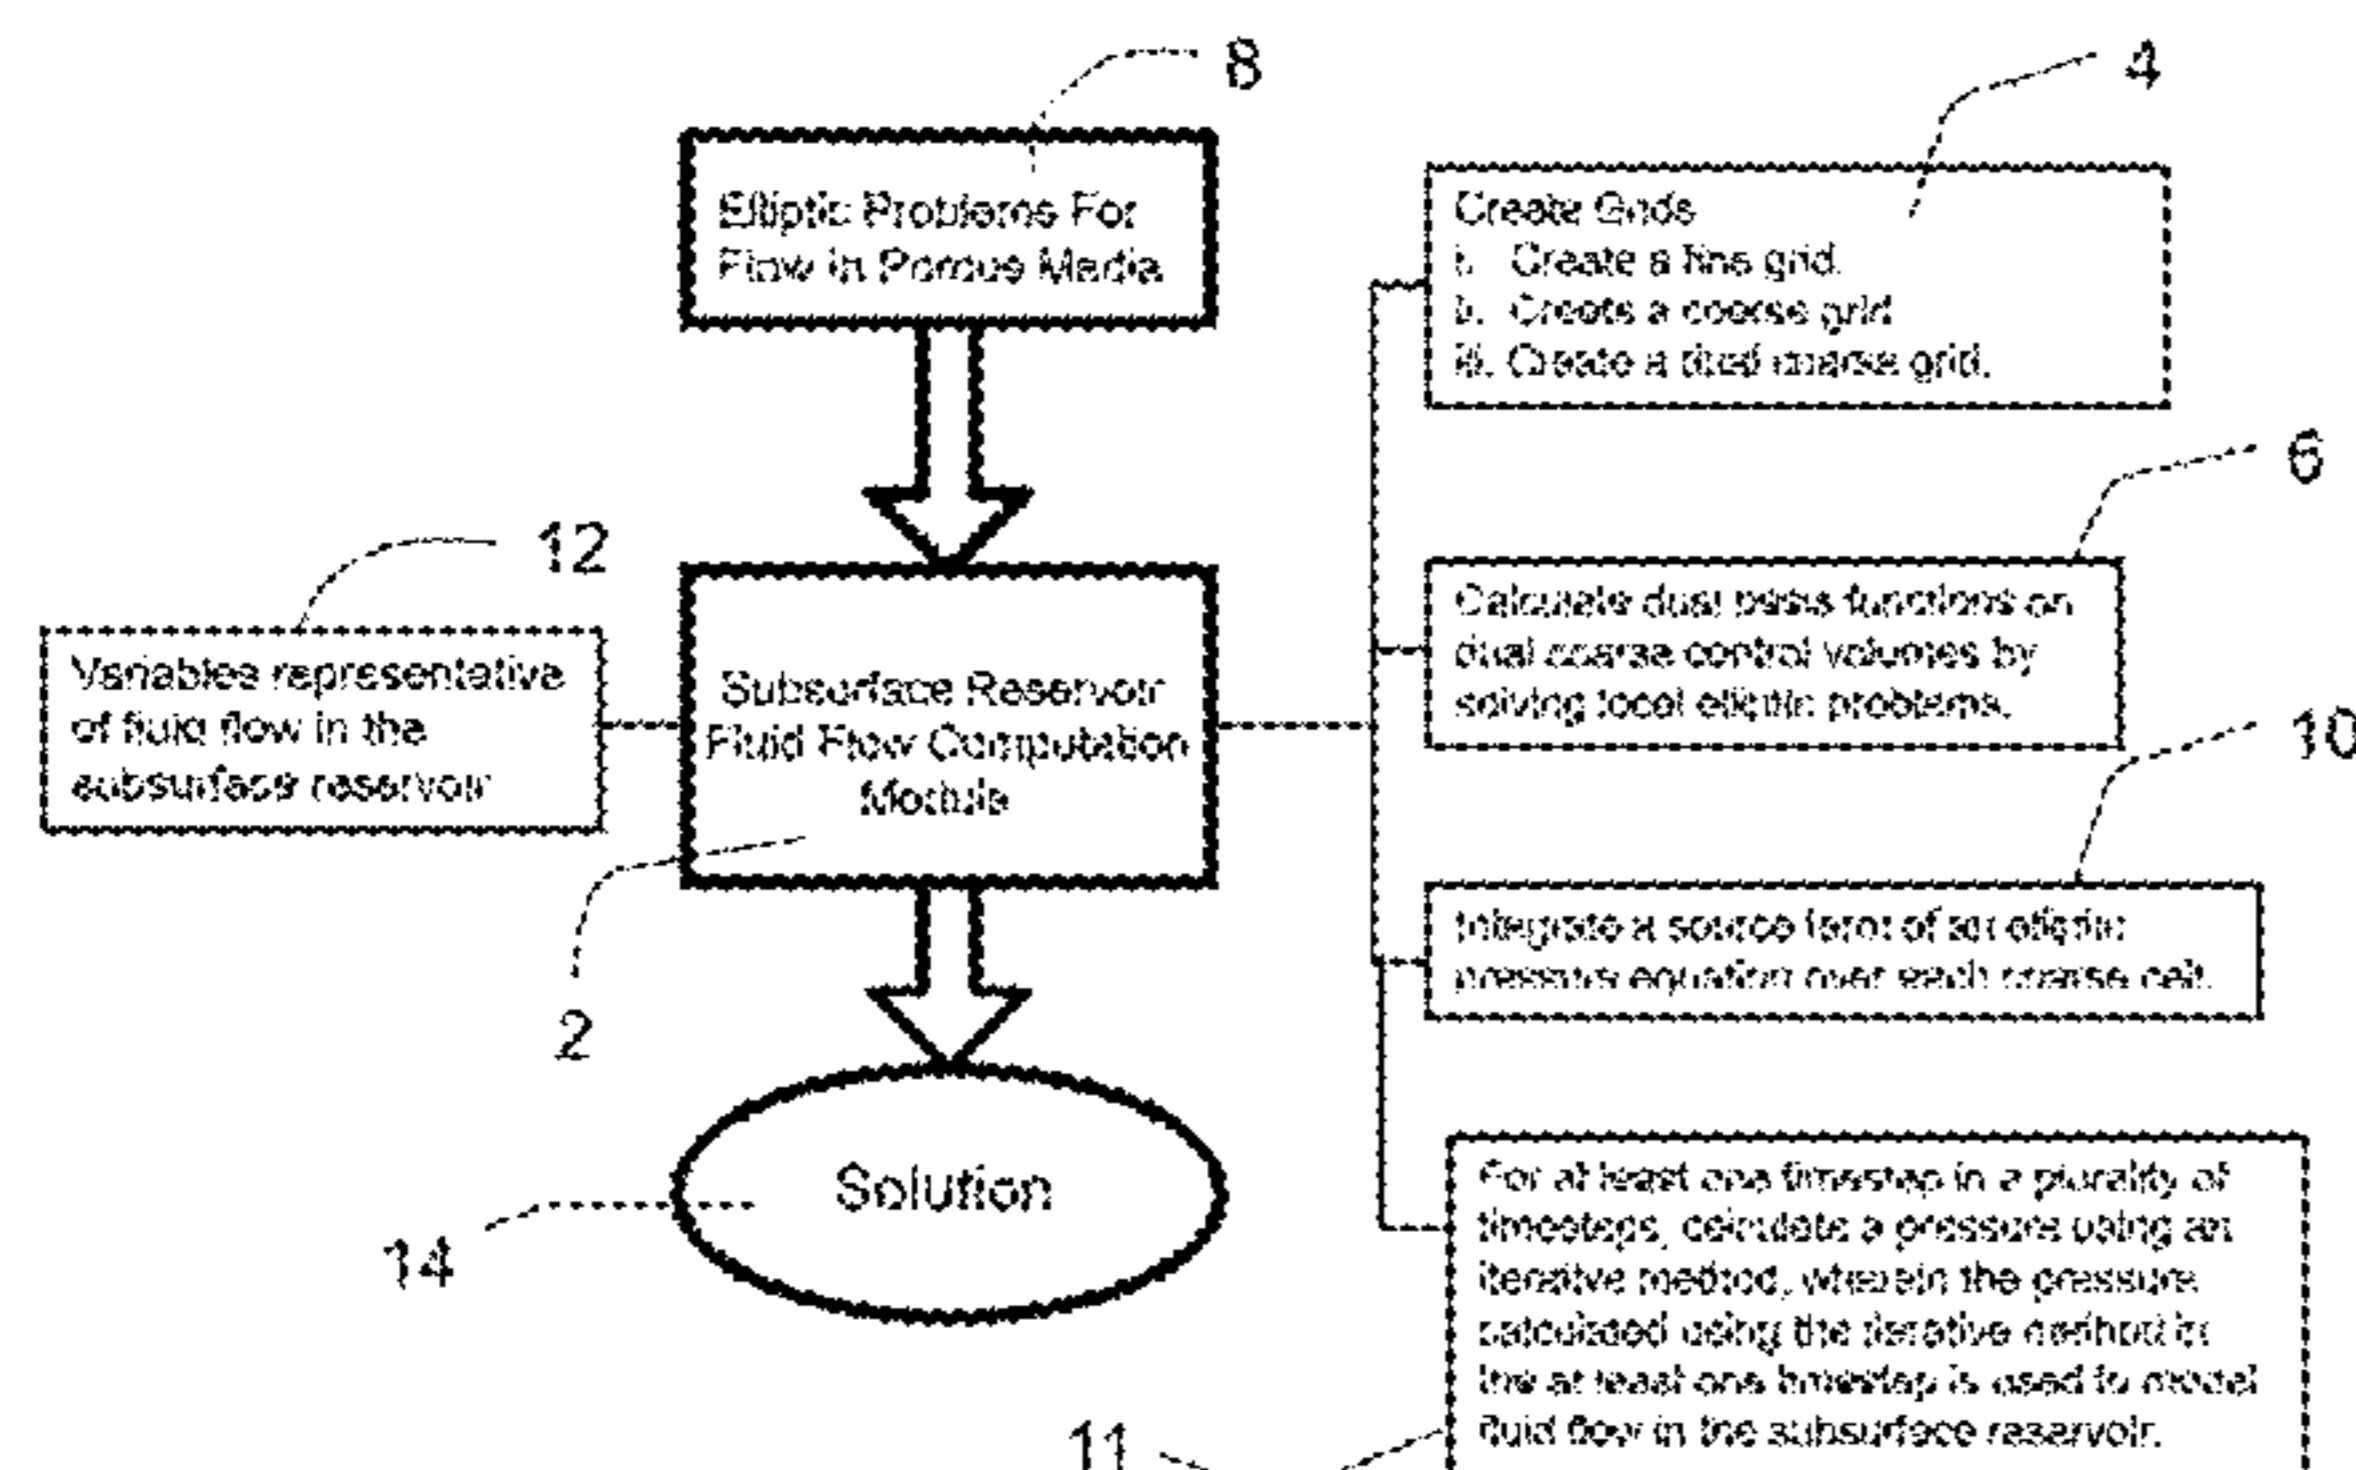 8
4
Elliptic Problems For
Flow in Porous Media
Create Grids
i. Create a fine grid.
ii. Create a coarse grid
iii. Create a dual coarse grid.
6
12
Calculate dual basis functions on
dual coarse control volumes by
solving local elliptic problems.
Variables representative
of fluid flow in the
subsurface reservoir
Subsurface Reservoir
Fluid Flow Computation
Module
10
Integrate a source term of an elliptic
pressure equation over each coarse cell.
2
Solution
14
For at least one timestep in a plurality of
timesteps, calculate a pressure using an
iterative method, wherein the pressure
calculated using the iterative method in
the at least one timestep is used to model
fluid flow in the subsurface reservoir.
11